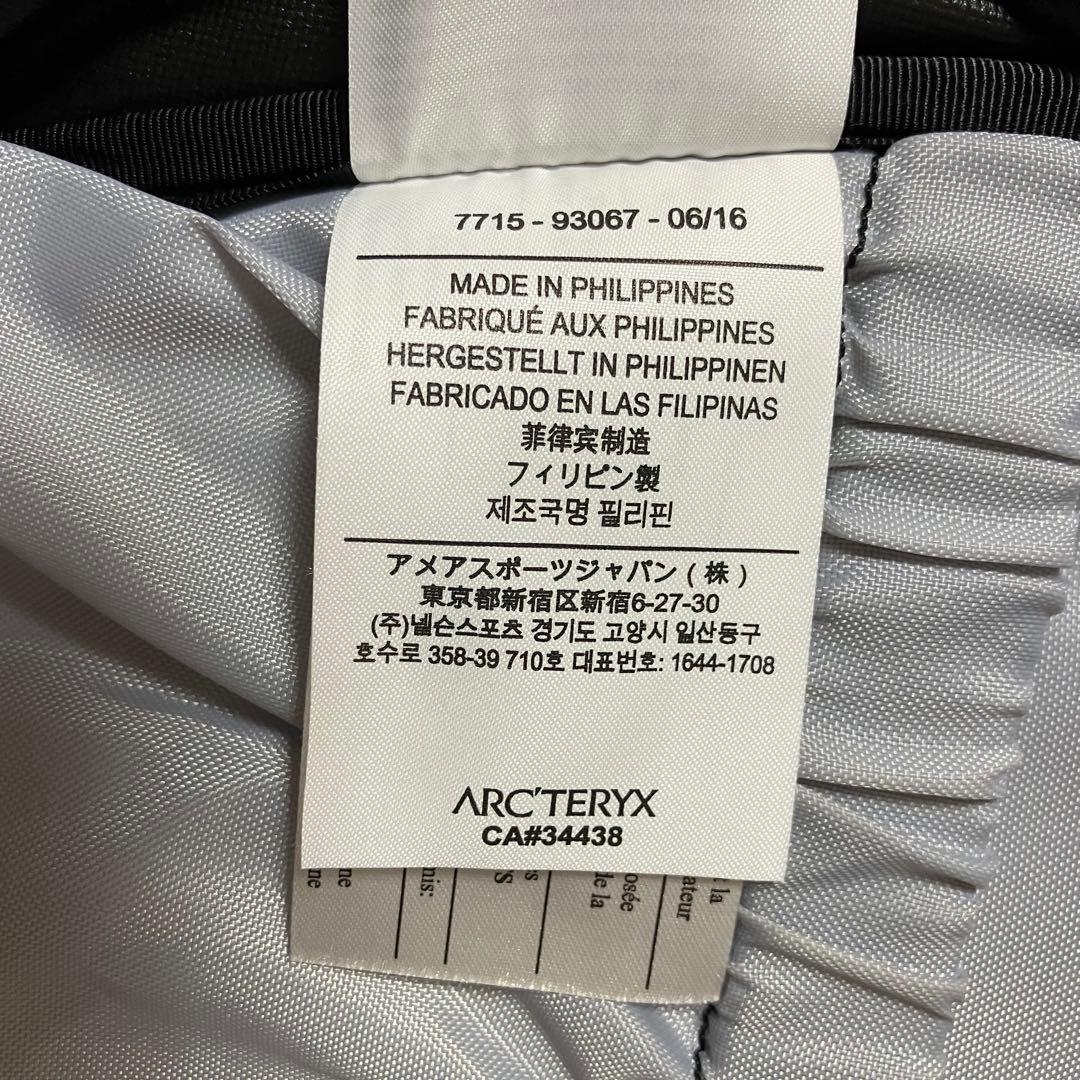 7715 - 93067 - 06/16
MADE IN PHILIPPINES
FABRIQUÉ AUX PHILIPPINES
HERGESTELLT IN PHILIPPINEN
FABRICADO EN LAS FILIPINAS
菲律宾制造
フィリピン製
제조국명 필리핀
アメアスポーツジャパン ( 株 )
東京都新宿区新宿6-27-30
(주)넬슨스포츠 경기도 고양시 일산동구
호수로 358-39 710호 대표번호: 1644-1708
ARC'TERYX
CA#34438
la
de la